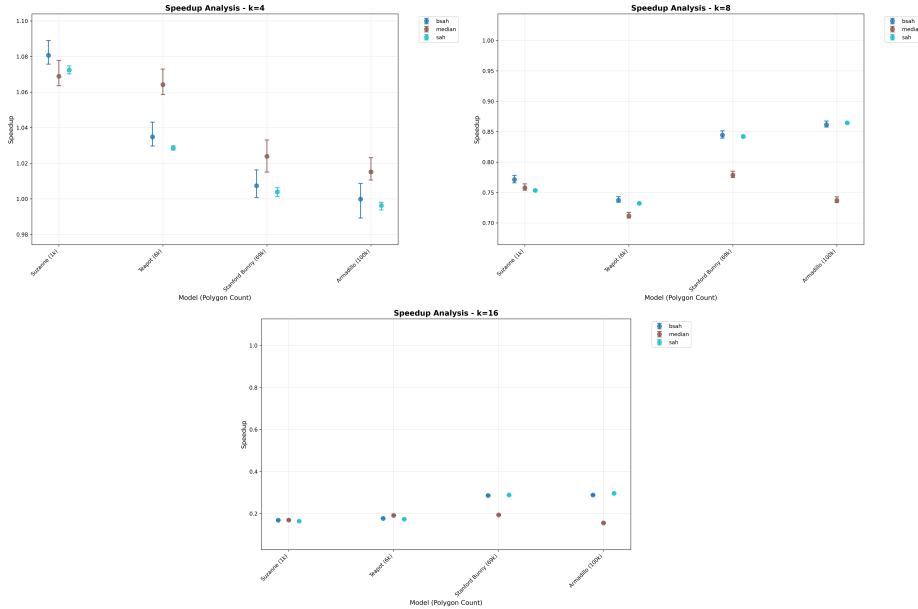 Speedup Analysis - k=4
1.10
1.08
1.06
1.04
1.02
1.00
0.98
Speedup
Suzanne (1k)
Teapot (6k)
Stanford Bunny (69k)
Armadillo (100k)
Model (Polygon Count)
bsah
median
sah
Speedup Analysis - k=8
1.00
0.95
0.90
0.85
0.80
0.75
0.70
Speedup
Suzanne (1k)
Teapot (6k)
Stanford Bunny (69k)
Armadillo (100k)
Model (Polygon Count)
bsah
median
sah
Speedup Analysis - k=16
1.0
0.8
0.6
0.4
0.2
Speedup
Suzanne (1k)
Teapot (6k)
Stanford Bunny (69k)
Armadillo (100k)
Model (Polygon Count)
bsah
median
sah